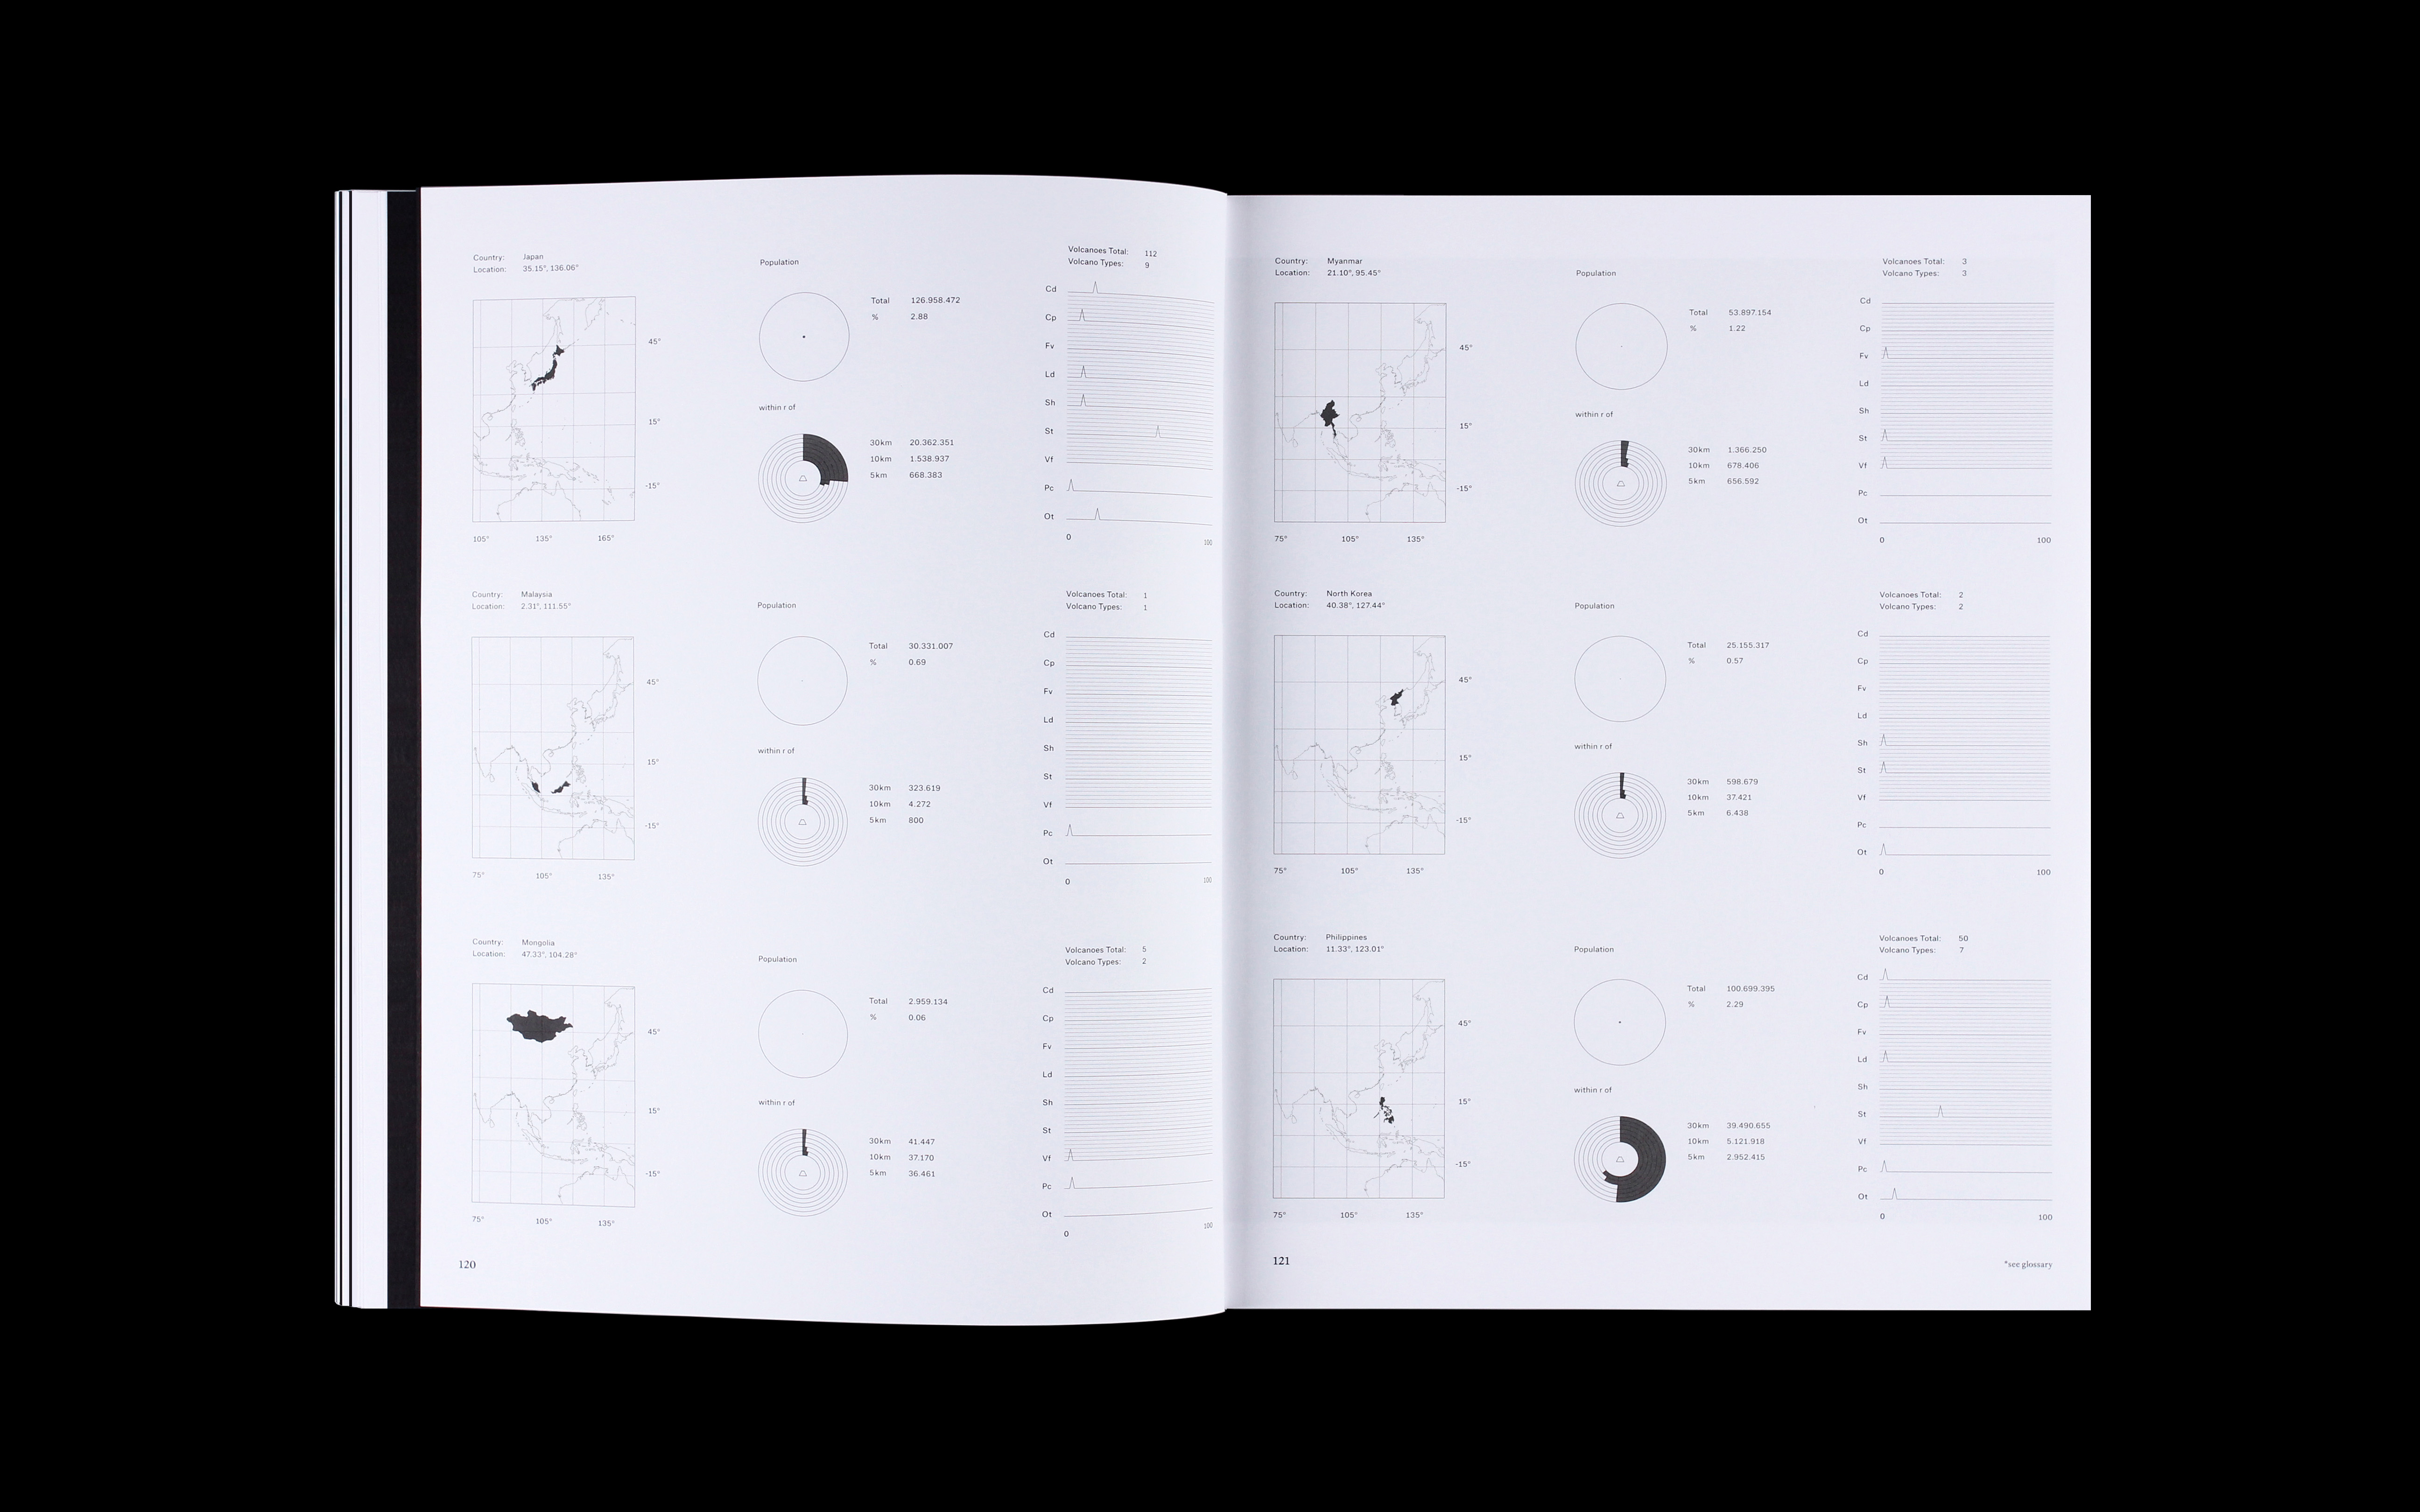 Country: Japan
Location: 35.15°, 136.06°
45°
15°
-15°
105° 135° 165°
Population
Total 126.958.472
% 2.88
within r of
30km 20.362.351
10km 1.538.937
5km 668.383
Volcanoes Total: 112
Volcano Types: 9
Cd
Cp
Fv
Ld
Sh
St
Vf
Pc
Ot
0 100
Country: Malaysia
Location: 2.31°, 111.55°
45°
15°
-15°
75° 105° 135°
Population
Total 30.331.007
% 0.69
within r of
30km 323.619
10km 4.272
5km 800
Volcanoes Total: 1
Volcano Types: 1
Cd
Cp
Fv
Ld
Sh
St
Vf
Pc
Ot
0 100
Country: Mongolia
Location: 47.33°, 104.28°
45°
15°
-15°
75° 105° 135°
Population
Total 2.959.134
% 0.06
within r of
30km 41.447
10km 37.170
5km 36.461
Volcanoes Total: 5
Volcano Types: 2
Cd
Cp
Fv
Ld
Sh
St
Vf
Pc
Ot
0 100
120
Country: Myanmar
Location: 21.10°, 95.45°
45°
15°
-15°
75° 105° 135°
Population
Total 53.897.154
% 1.22
within r of
30km 1.366.250
10km 678.406
5km 656.592
Volcanoes Total: 3
Volcano Types: 3
Cd
Cp
Fv
Ld
Sh
St
Vf
Pc
Ot
0 100
Country: North Korea
Location: 40.38°, 127.44°
45°
15°
-15°
75° 105° 135°
Population
Total 25.155.317
% 0.57
within r of
30km 598.679
10km 37.421
5km 6.438
Volcanoes Total: 2
Volcano Types: 2
Cd
Cp
Fv
Ld
Sh
St
Vf
Pc
Ot
0 100
Country: Philippines
Location: 11.33°, 123.01°
45°
15°
-15°
75° 105° 135°
Population
Total 100.699.395
% 2.29
within r of
30km 39.490.655
10km 5.121.918
5km 2.952.415
Volcanoes Total: 50
Volcano Types: 7
Cd
Cp
Fv
Ld
Sh
St
Vf
Pc
Ot
0 100
121
*see glossary